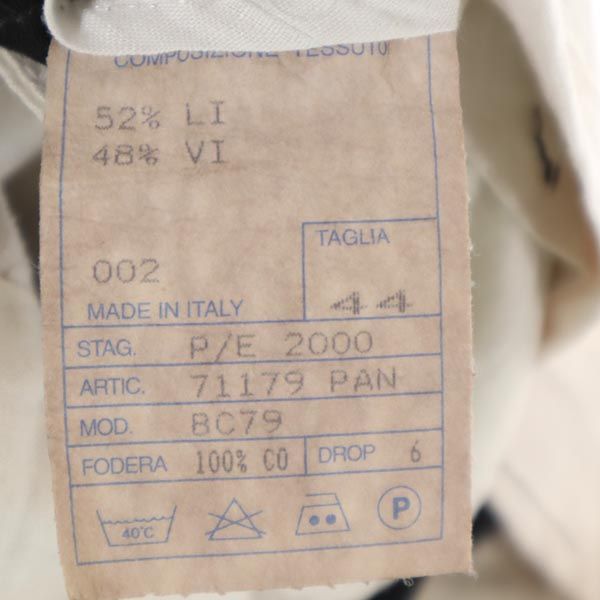 COMPOSIZIONE TESSUTO
52% LI
48% VI
TAGLIA
44
002
MADE IN ITALY
STAG. P/E 2000
ARTIC. 71179 PAN
MOD. BC79
FODERA 100% CO DROP 6
40°C P